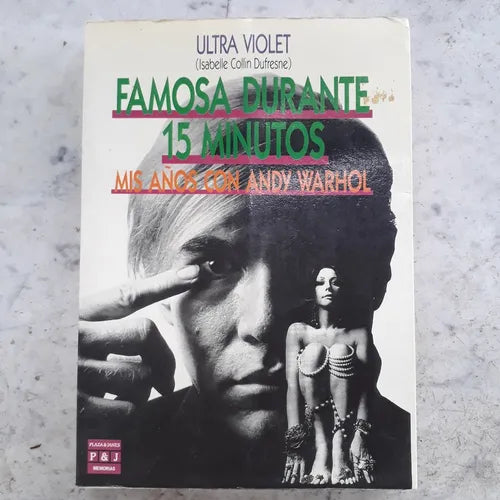 ULTRA VIOLET
(Isabelle Collin Dufresne)
FAMOSA DURANTE
15 MINUTOS
MIS AÑOS CON ANDY WARHOL
PLAZA & JANES
P & J
MEMORIAS